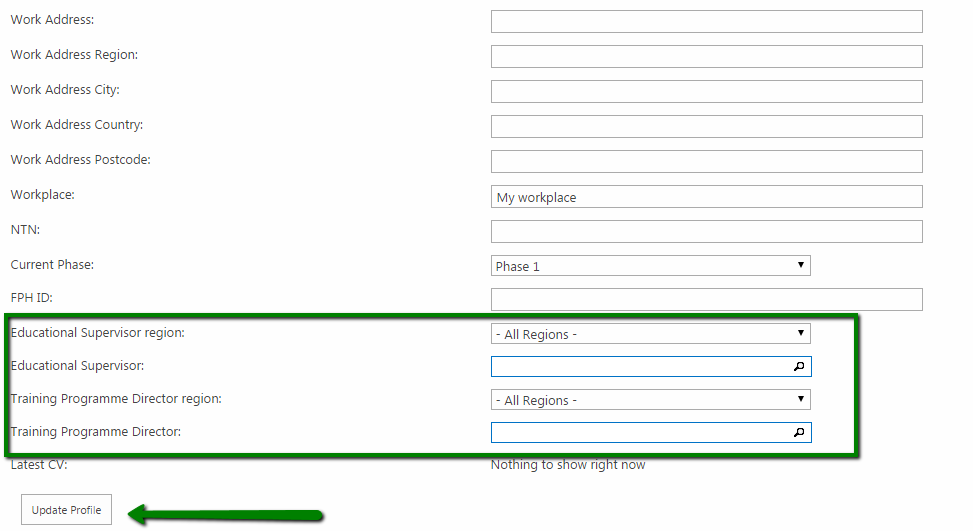 Work Address:
Work Address Region:
Work Address City:
Work Address Country:
Work Address Postcode:
Workplace: My workplace
NTN:
Current Phase: Phase 1
FPH ID:
Educational Supervisor region: - All Regions -
Educational Supervisor:
Training Programme Director region: - All Regions -
Training Programme Director:
Latest CV: Nothing to show right now
Update Profile